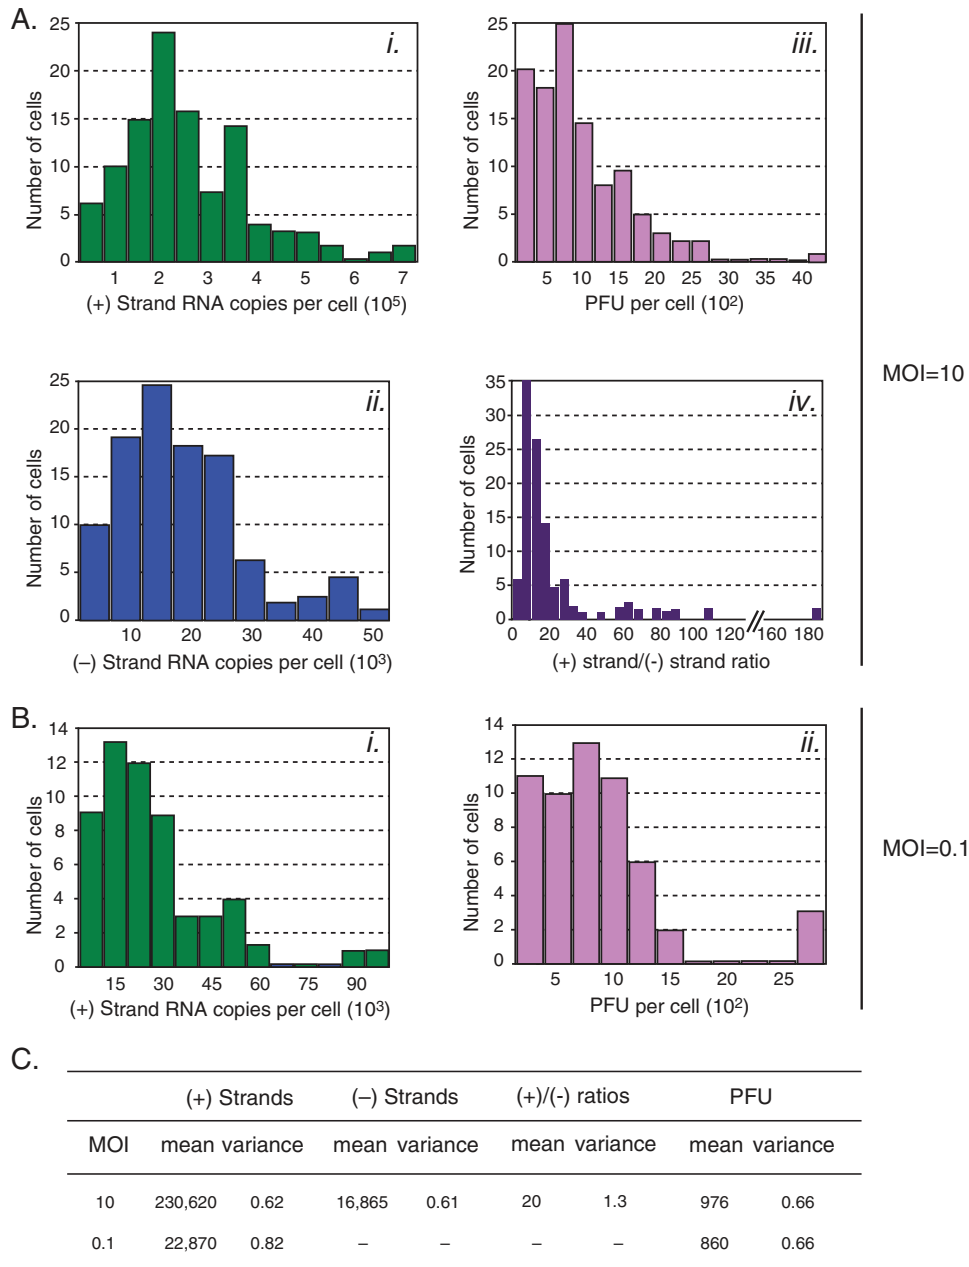 A.
i.
Number of cells
25
20
15
10
5
0
1 2 3 4 5 6 7
(+) Strand RNA copies per cell (10⁵)
iii.
Number of cells
25
20
15
10
5
0
5 10 15 20 25 30 35 40
PFU per cell (10²)
MOI=10
ii.
Number of cells
25
20
15
10
5
0
10 20 30 40 50
(–) Strand RNA copies per cell (10³)
iv.
Number of cells
35
30
25
20
15
10
5
0
0 20 40 60 80 100 120 160 180
(+) strand/(-) strand ratio
B.
i.
Number of cells
14
12
10
8
6
4
2
0
15 30 45 60 75 90
(+) Strand RNA copies per cell (10³)
ii.
Number of cells
14
12
10
8
6
4
2
0
5 10 15 20 25
PFU per cell (10²)
MOI=0.1
C.
(+) Strands (–) Strands (+)/(-) ratios PFU
MOI mean variance mean variance mean variance mean variance
10 230,620 0.62 16,865 0.61 20 1.3 976 0.66
0.1 22,870 0.82 – – – – 860 0.66